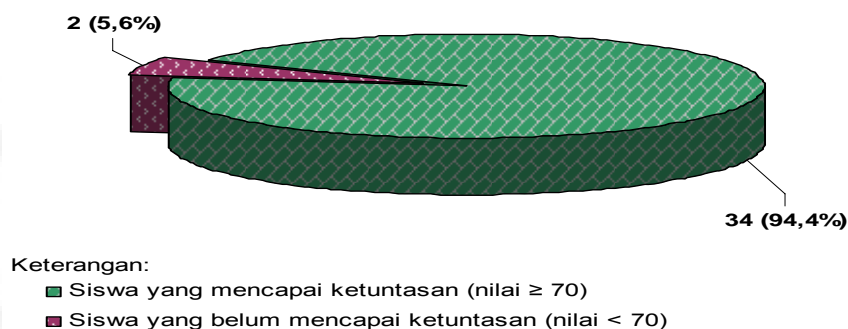 2 (5,6%)
34 (94,4%)
Keterangan:
Siswa yang mencapai ketuntasan (nilai ≥ 70)
Siswa yang belum mencapai ketuntasan (nilai < 70)